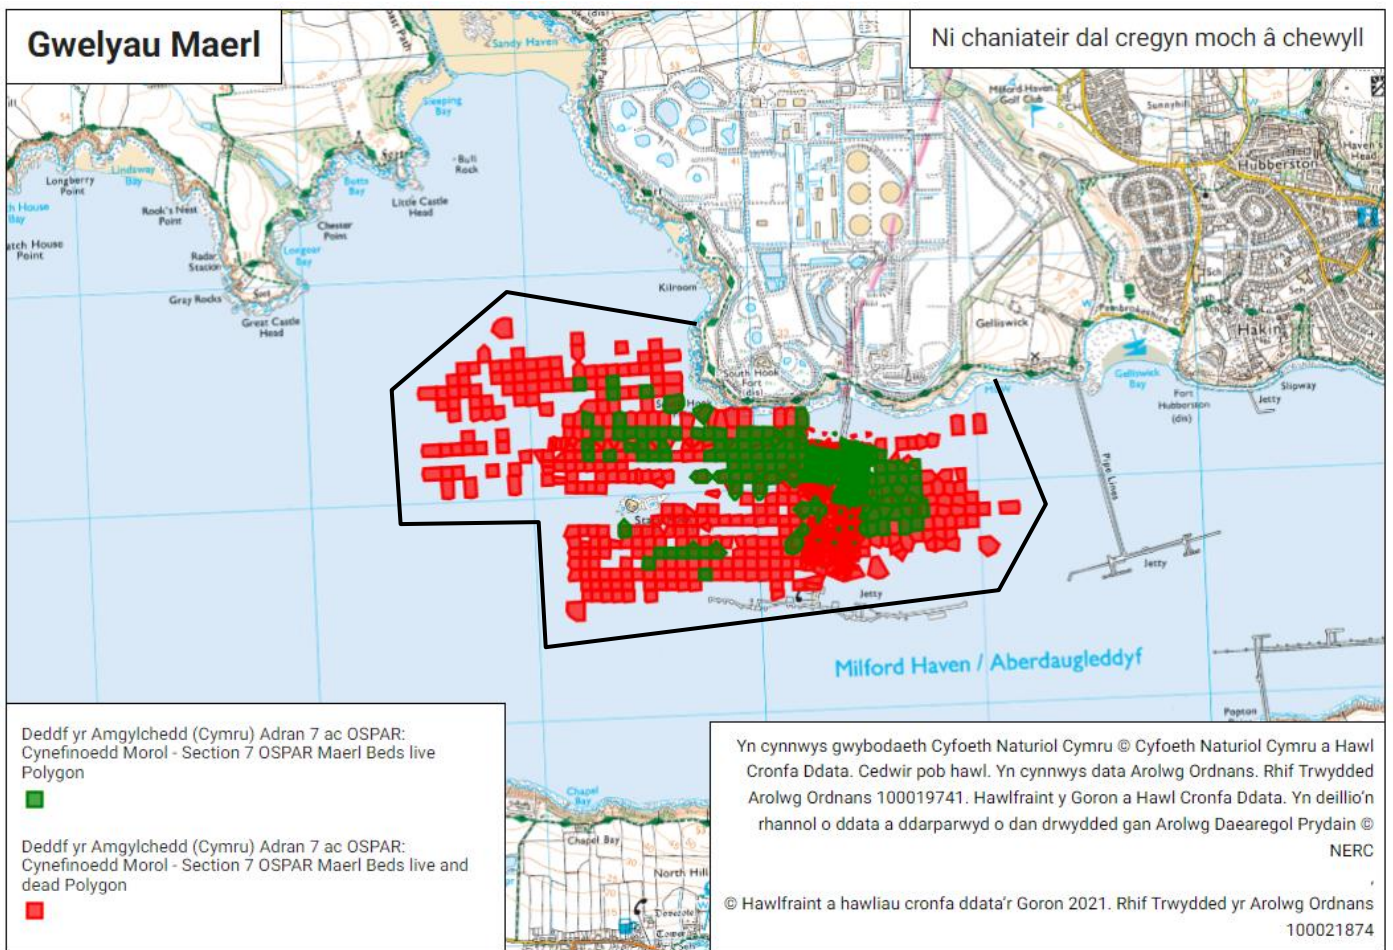 Gwelyau Maerl
Ni chaniateir dal cregyn moch â chewyll
Sandy Haven
Sleeping
Bay
Bull
Rock
Longberry
Point
Lindsway
Bay
Rook's Nest
Point
Butts
Bay
Little Castle
Head
Chester
Point
Longoar
Bay
Radar
Station
Gray Rocks
Fort
Great Castle
Head
Kilroom
South Hook
Fort
(dis)
Milford Haven
Golf Club
Sunnyhill
Hubberston
Haven's
Head
Gelliswick
Hakin
Gelliswick
Bay
Fort
Hubberston
(dis)
Slipway
Jetty
Pipe Lines
Jetty
Jetty
Milford Haven / Aberdaugleddyf
Popton
Chapel
Bay
Chapel Bay
North Hill
Dovecote
Tower
Deddf yr Amgylchedd (Cymru) Adran 7 ac OSPAR:
Cynefinoedd Morol - Section 7 OSPAR Maerl Beds live
Polygon
Deddf yr Amgylchedd (Cymru) Adran 7 ac OSPAR:
Cynefinoedd Morol - Section 7 OSPAR Maerl Beds live and
dead Polygon
Yn cynnwys gwybodaeth Cyfoeth Naturiol Cymru © Cyfoeth Naturiol Cymru a Hawl
Cronfa Ddata. Cedwir pob hawl. Yn cynnwys data Arolwg Ordnans. Rhif Trwydded
Arolwg Ordnans 100019741. Hawlfraint y Goron a Hawl Cronfa Ddata. Yn deillio'n
rhannol o ddata a ddarparwyd o dan drwydded gan Arolwg Daearegol Prydain ©
NERC
,
© Hawlfraint a hawliau cronfa ddata'r Goron 2021. Rhif Trwydded yr Arolwg Ordnans
100021874